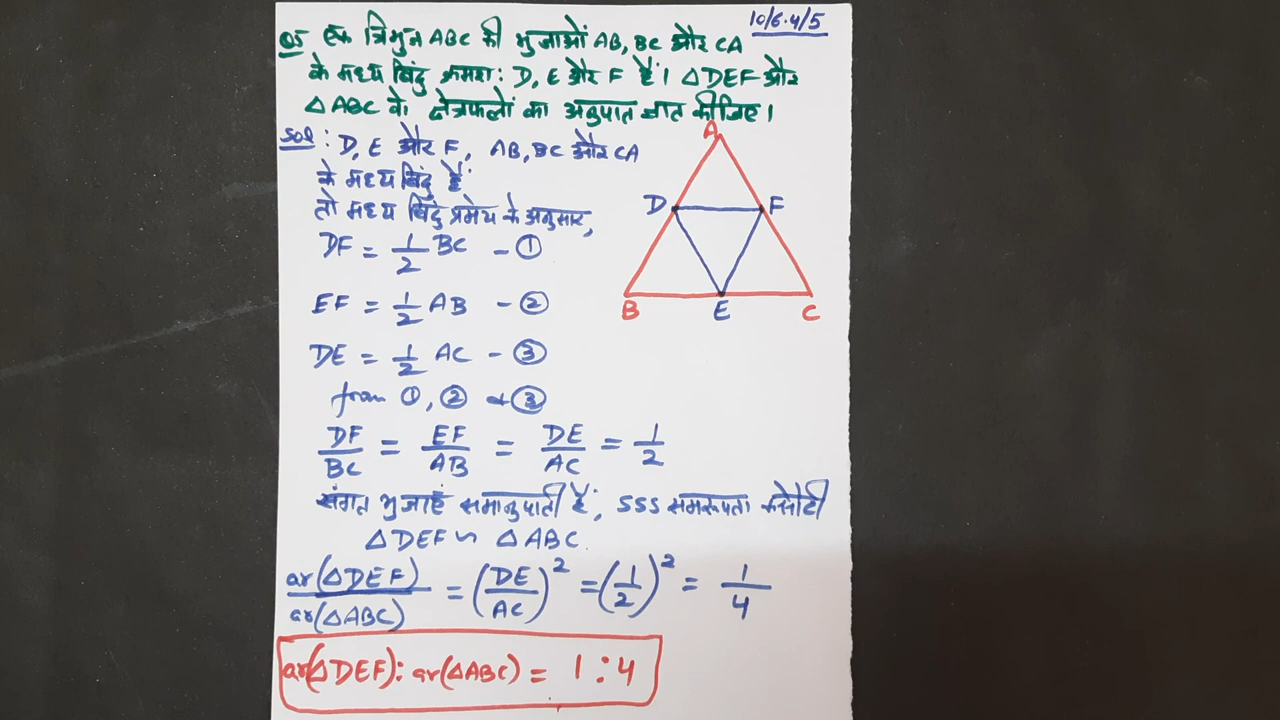 10/6.4/5
Q5 एक त्रिभुज ABC की भुजाओं AB, BC और CA
के मध्य बिंदु क्रमश: D, E और F हैं। △DEF और
△ABC के क्षेत्रफलों का अनुपात ज्ञात कीजिए।
Sol : D, E और F, AB, BC और CA
के मध्य बिंदु हैं
तो मध्य बिंदु प्रमेय के अनुसार,
DF = 1/2 BC - ①
EF = 1/2 AB - ②
DE = 1/2 AC - ③
from ①, ② & ③
DF/BC = EF/AB = DE/AC = 1/2
संगत भुजाएँ समानुपाती हैं, SSS समरूपता कसौटी
△DEF ~ △ABC
ar(△DEF)/ar(△ABC) = (DE/AC)² = (1/2)² = 1/4
ar(△DEF) : ar(△ABC) = 1 : 4
A
D F
B E C